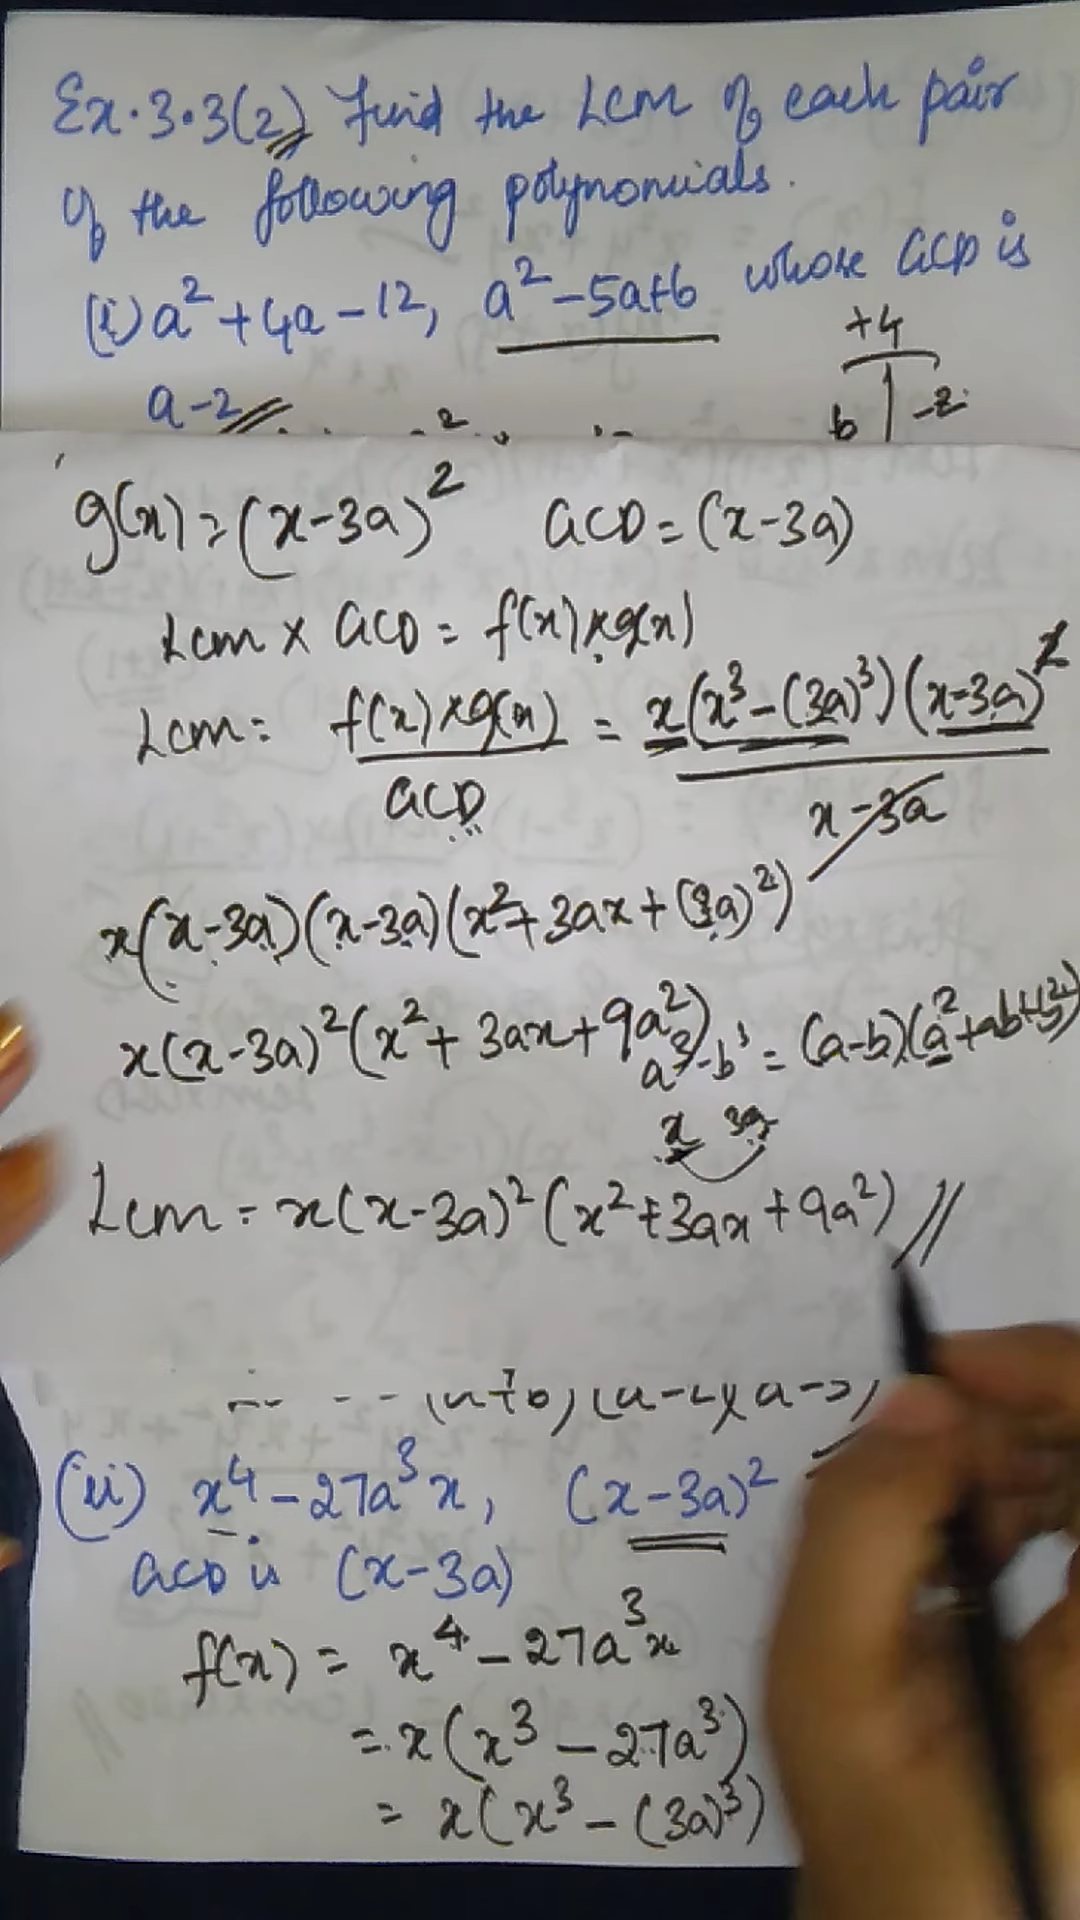 Ex.3.3(2) Find the LCM of each pair
of the following polynomials.
(i) a² + 4a - 12, a² - 5a + 6 whose GCD is
a - 2
+4
6 | -2
g(x) = (x - 3a)² GCD = (x - 3a)
LCM × GCD = f(x) × g(x)
LCM = f(x) × g(x) / GCD = x(x³ - (3a)³)(x - 3a)² / x - 3a
x(x - 3a)(x - 3a)(x² + 3ax + (3a)²)
x(x - 3a)²(x² + 3ax + 9a²)
a³ - b³ = (a - b)(a² + ab + b²)
x 3a
LCM = x(x - 3a)²(x² + 3ax + 9a²) //
(ii) x⁴ - 27a³x, (x - 3a)²
GCD is (x - 3a)
f(x) = x⁴ - 27a³x
= x(x³ - 27a³)
= x(x³ - (3a)³)